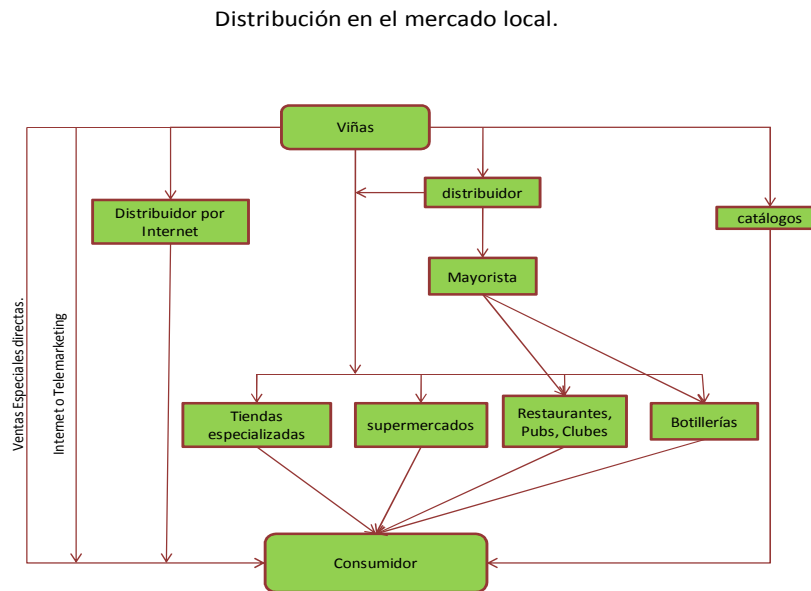 Distribución en el mercado local.
Viñas
distribuidor
Distribuidor por
Internet
catálogos
Mayorista
Ventas Especiales directas.
Internet o Telemarketing
Tiendas
especializadas
supermercados
Restaurantes,
Pubs, Clubes
Botillerías
Consumidor